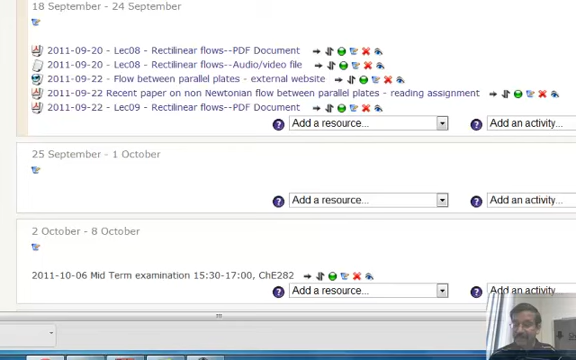 18 September - 24 September
2011-09-20 - Lec08 - Rectilinear flows--PDF Document
2011-09-20 - Lec08 - Rectilinear flows--Audio/video file
2011-09-22 - Flow between parallel plates - external website
2011-09-22 Recent paper on non Newtonian flow between parallel plates - reading assignment
2011-09-22 - Lec09 - Rectilinear flows--PDF Document
? Add a resource... ? Add an activity...
25 September - 1 October
? Add a resource... ? Add an activity...
2 October - 8 October
2011-10-06 Mid Term examination 15:30-17:00, ChE282
? Add a resource... ? Add an activity...